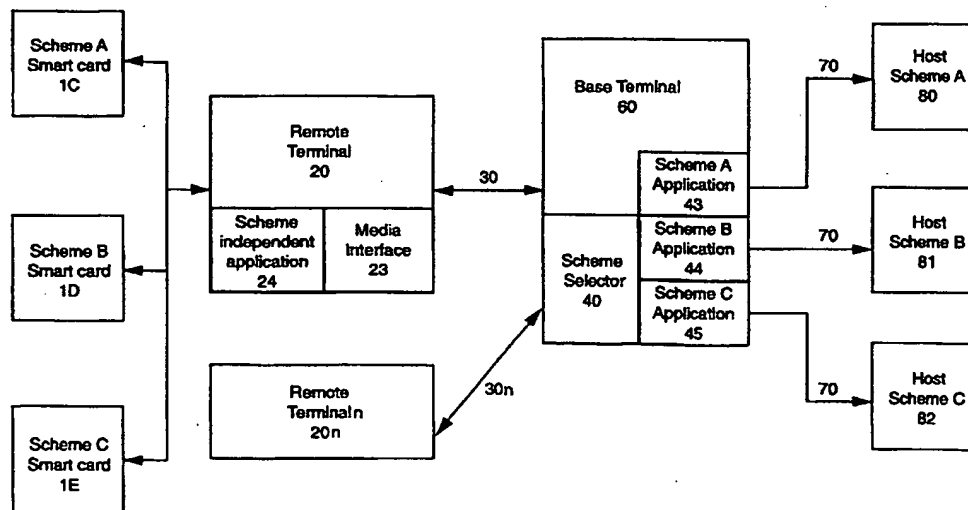 Scheme A
Smart card
1C
Scheme B
Smart card
1D
Scheme C
Smart card
1E
Remote
Terminal
20
Scheme
independent
application
24
Media
Interface
23
Remote
Terminaln
20n
30
30n
Base Terminal
60
Scheme A
Application
43
Scheme Selector
40
Scheme B
Application
44
Scheme C
Application
45
70
70
70
Host
Scheme A
80
Host
Scheme B
81
Host
Scheme C
82